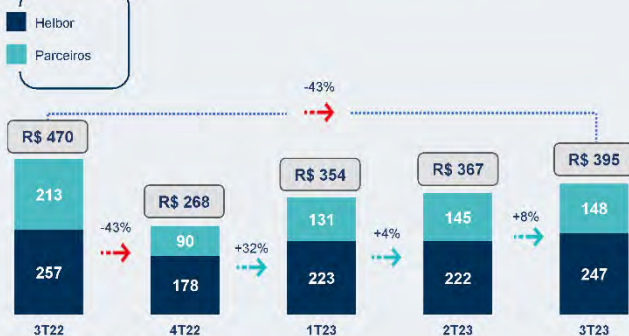 Helbor
Parceiros
-43%
R$ 470
R$ 268
R$ 354
R$ 367
R$ 395
213
90
131
145
148
-43%
+32%
+4%
+8%
257
178
223
222
247
3T22
4T22
1T23
2T23
3T23